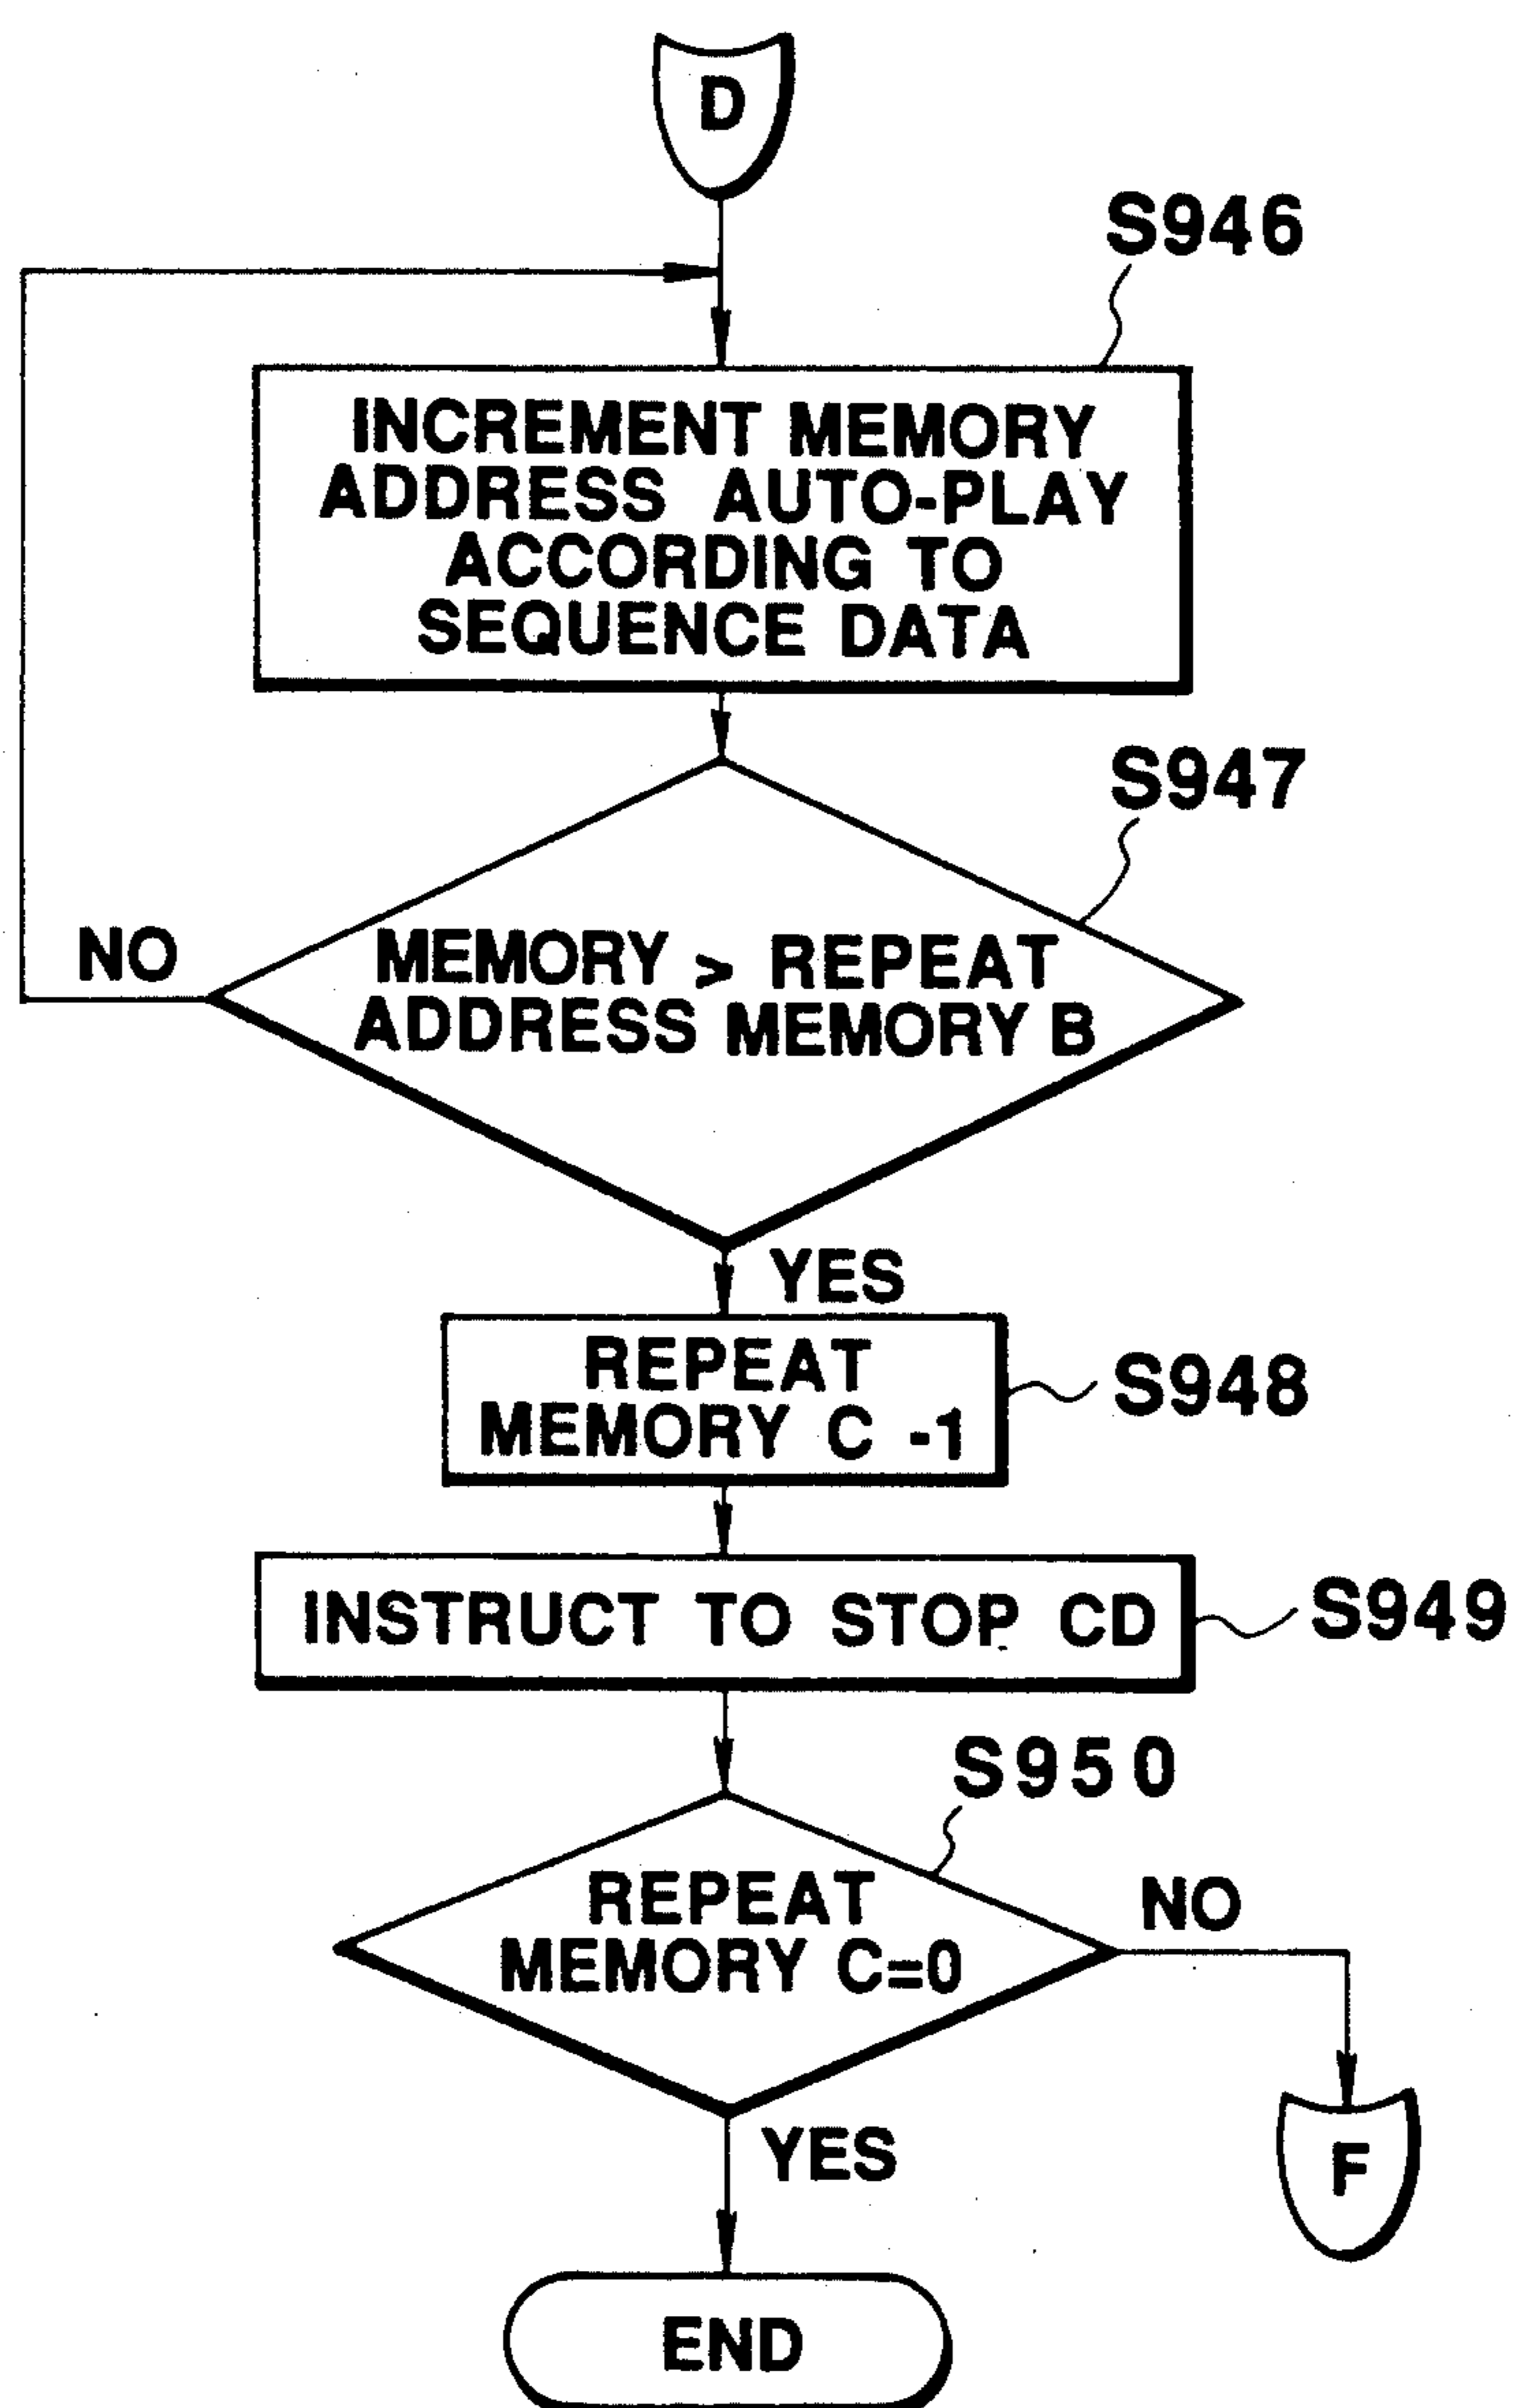 D
S946
INCREMENT MEMORY
ADDRESS AUTO-PLAY
ACCORDING TO
SEQUENCE DATA
S947
NO
MEMORY > REPEAT
ADDRESS MEMORY B
YES
REPEAT
MEMORY C -1
S948
INSTRUCT TO STOP CD
S949
S950
REPEAT
MEMORY C=0
NO
YES
F
END